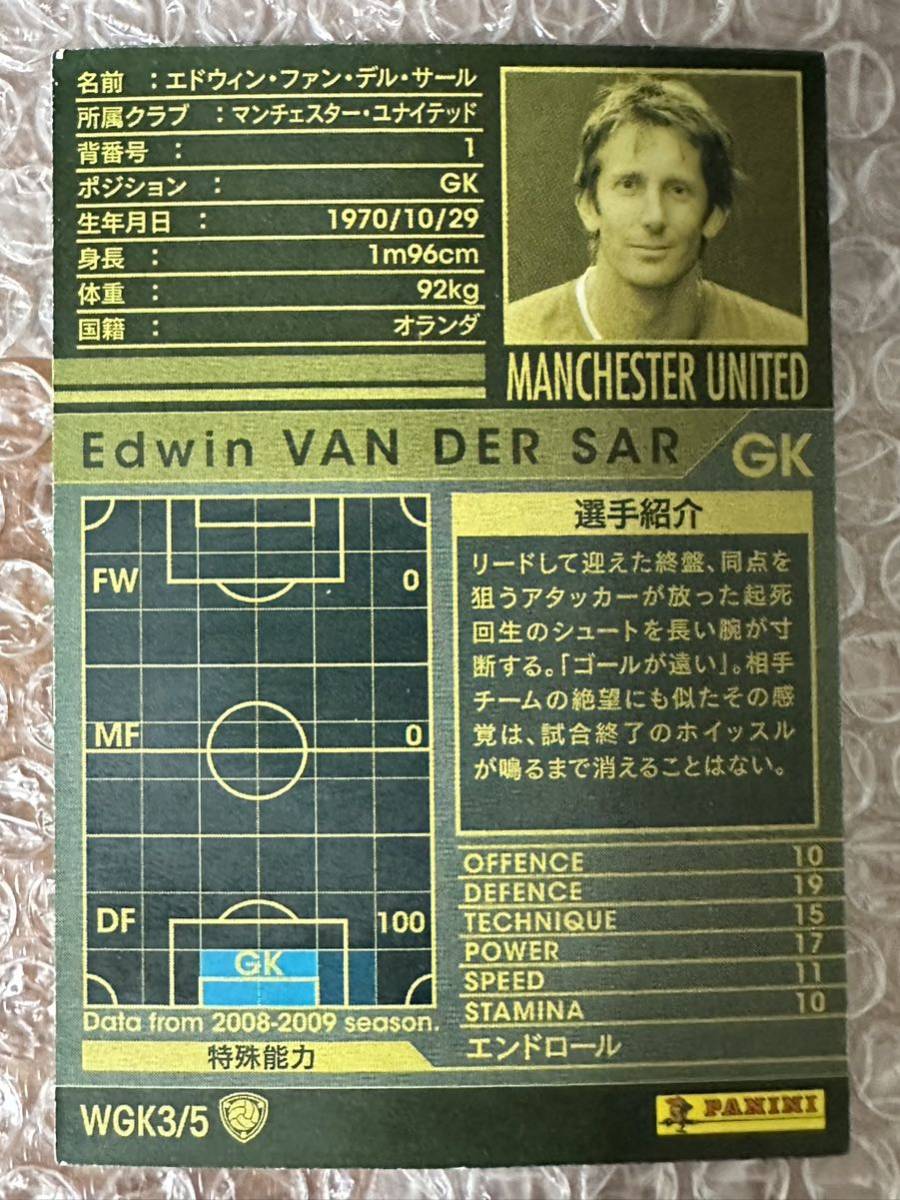 名前 : エドウィン・ファン・デル・サール
所属クラブ : マンチェスター・ユナイテッド
背番号 : 1
ポジション : GK
生年月日 : 1970/10/29
身長 : 1m96cm
体重 : 92kg
国籍 : オランダ
MANCHESTER UNITED
Edwin VAN DER SAR GK
FW 0
MF 0
DF 100
GK
Data from 2008-2009 season.
選手紹介
リードして迎えた終盤、同点を
狙うアタッカーが放った起死
回生のシュートを長い腕が寸
断する。「ゴールが遠い」。相手
チームの絶望にも似たその感
覚は、試合終了のホイッスル
が鳴るまで消えることはない。
OFFENCE 10
DEFENCE 19
TECHNIQUE 15
POWER 17
SPEED 11
STAMINA 10
特殊能力 エンドロール
WGK3/5
PANINI